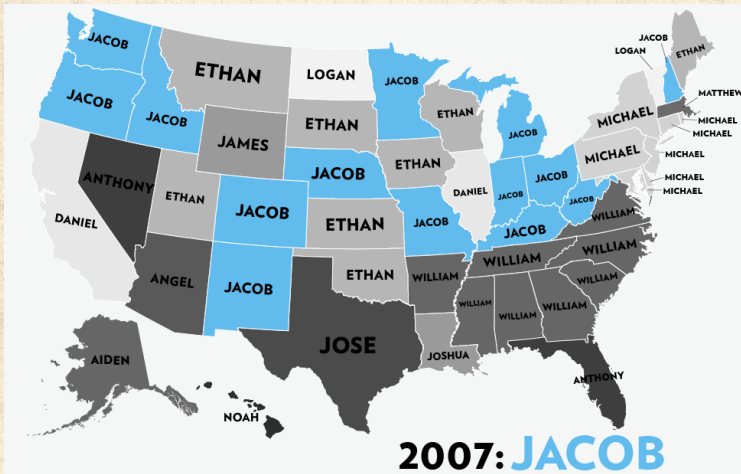 JACOB
JACOB
LOGAN
ETHAN
JACOB
ETHAN
LOGAN
JACOB
MATTHEW
JACOB
ETHAN
ETHAN
MICHAEL
MICHAEL
JACOB
JAMES
JACOB
MICHAEL
ETHAN
MICHAEL
MICHAEL
JACOB
JACOB
ANTHONY
ETHAN
DANIEL
JACOB
MICHAEL
MICHAEL
JACOB
JACOB
DANIEL
ETHAN
JACOB
JACOB
WILLIAM
WILLIAM
WILLIAM
ANGEL
JACOB
ETHAN
WILLIAM
WILLIAM
WILLIAM
WILLIAM
WILLIAM
JOSE
JOSHUA
AIDEN
ANTHONY
NOAH
2007: JACOB